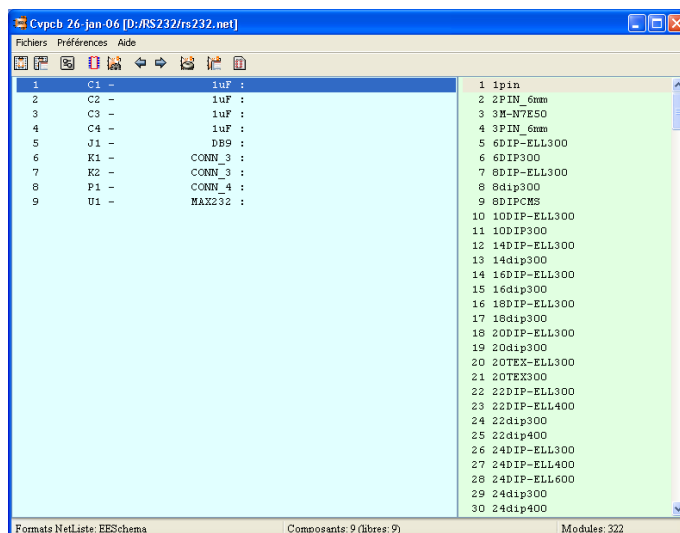 Cvpcb 26-jan-06 [D:/RS232/rs232.net]
Fichiers Préférences Aide
1 C1 - 1uF :
2 C2 - 1uF :
3 C3 - 1uF :
4 C4 - 1uF :
5 J1 - DB9 :
6 K1 - CONN_3 :
7 K2 - CONN_3 :
8 P1 - CONN_4 :
9 U1 - MAX232 :
1 1pin
2 2PIN_6mm
3 3M-N7E50
4 3PIN_6mm
5 6DIP-ELL300
6 6DIP300
7 8DIP-ELL300
8 8dip300
9 8DIPCMS
10 10DIP-ELL300
11 10DIP300
12 14DIP-ELL300
13 14dip300
14 16DIP-ELL300
15 16dip300
16 18DIP-ELL300
17 18dip300
18 20DIP-ELL300
19 20dip300
20 20TEX-ELL300
21 20TEX300
22 22DIP-ELL300
23 22DIP-ELL400
24 22dip300
25 22dip400
26 24DIP-ELL300
27 24DIP-ELL400
28 24DIP-ELL600
29 24dip300
30 24dip400
Formats NetListe: EESchema Composants: 9 (libres: 9) Modules: 322